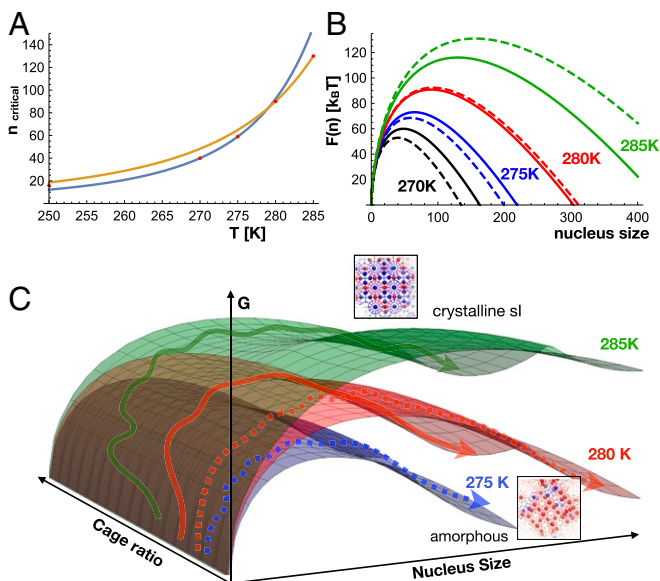 A
n critical
140
120
100
80
60
40
20
250 255 260 265 270 275 280 285
T [K]
B
F(n) [kBT]
120
100
80
60
40
20
0 100 200 300 400
nucleus size
285K
280K
275K
270K
C
G
crystalline sI
285K
280 K
275 K
amorphous
Cage ratio
Nucleus Size